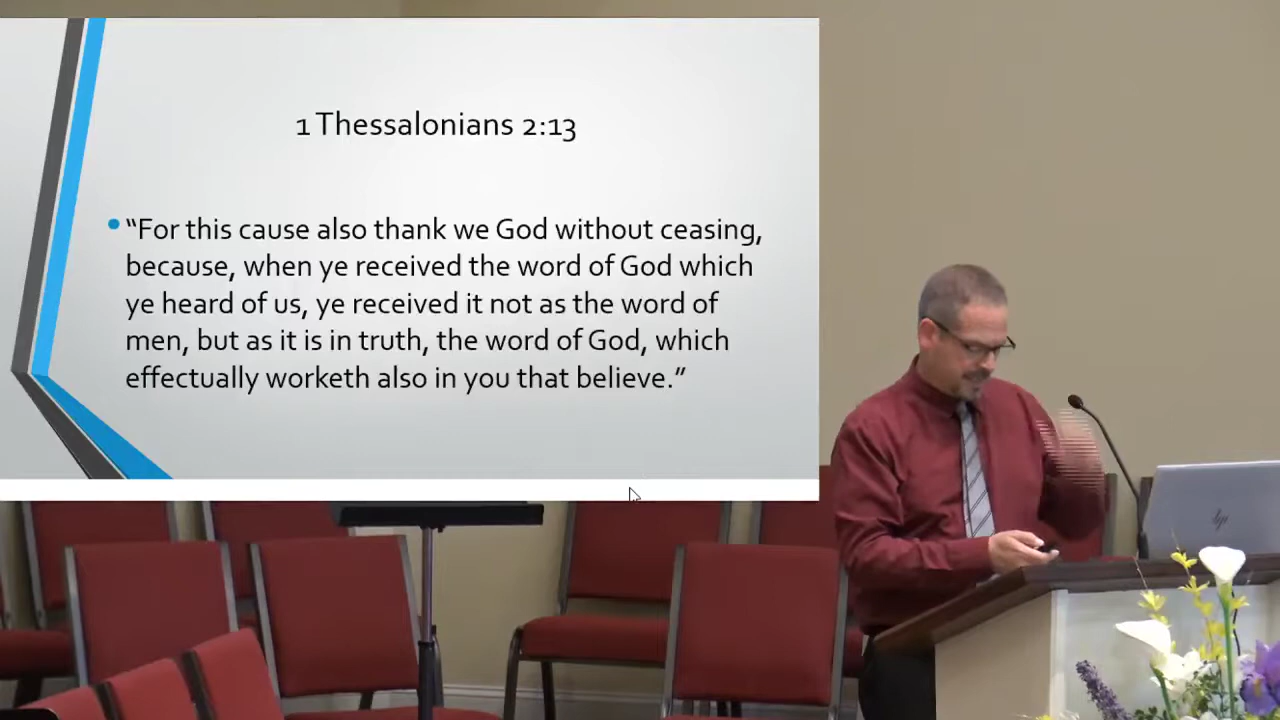 1 Thessalonians 2:13
“For this cause also thank we God without ceasing,
because, when ye received the word of God which
ye heard of us, ye received it not as the word of
men, but as it is in truth, the word of God, which
effectually worketh also in you that believe.”
hp